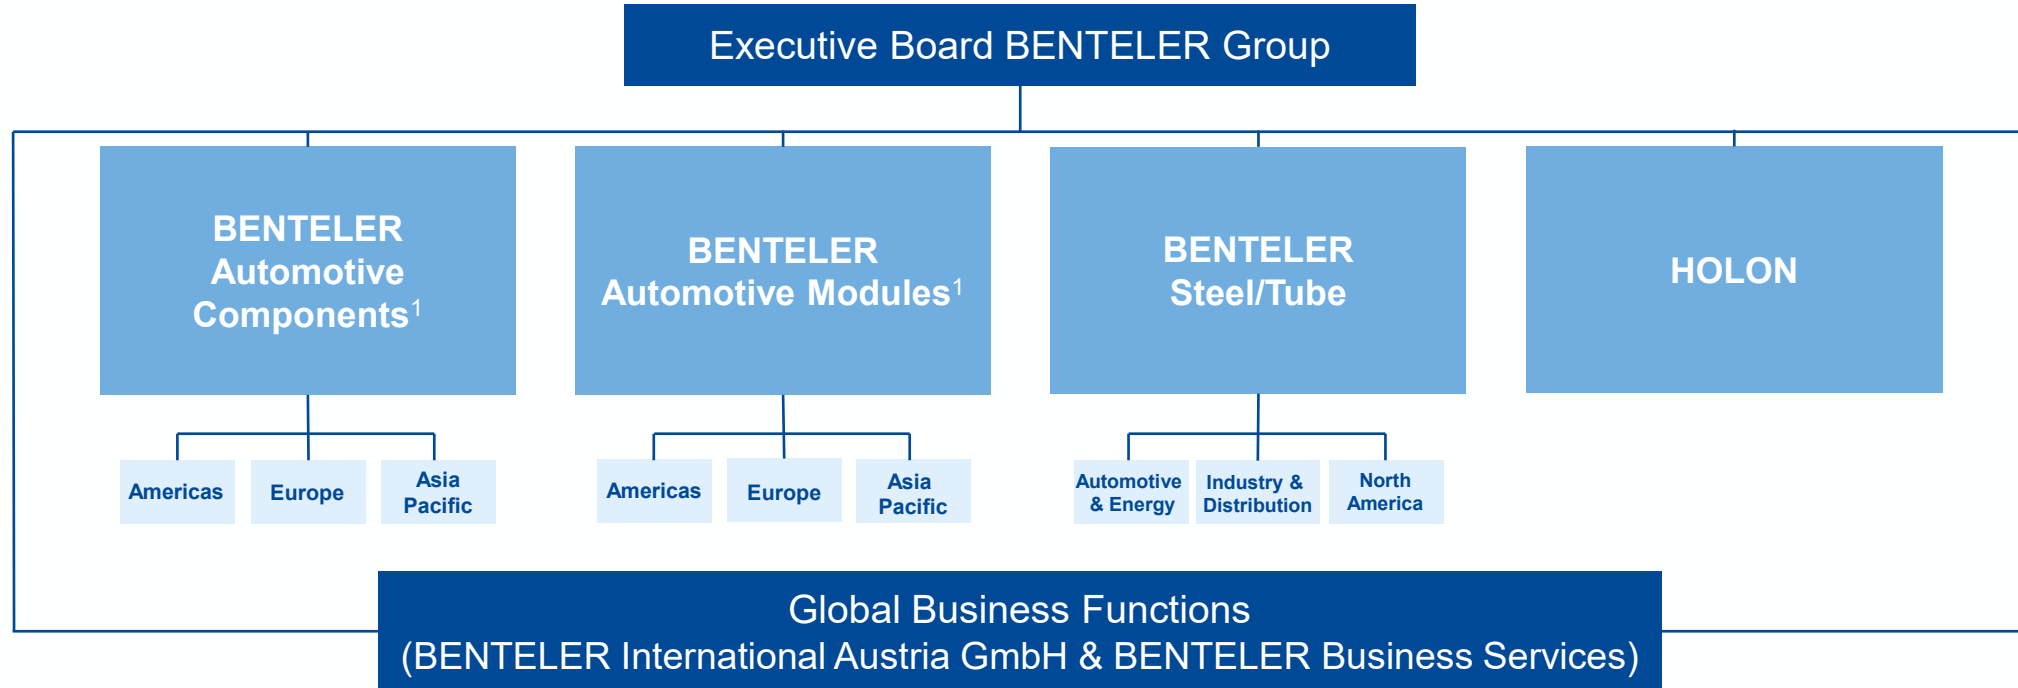 Executive Board BENTELER Group
BENTELER
Automotive
Components¹
BENTELER
Automotive Modules¹
BENTELER
Steel/Tube
HOLON
Americas
Europe
Asia
Pacific
Americas
Europe
Asia
Pacific
Automotive
& Energy
Industry &
Distribution
North
America
Global Business Functions
(BENTELER International Austria GmbH & BENTELER Business Services)